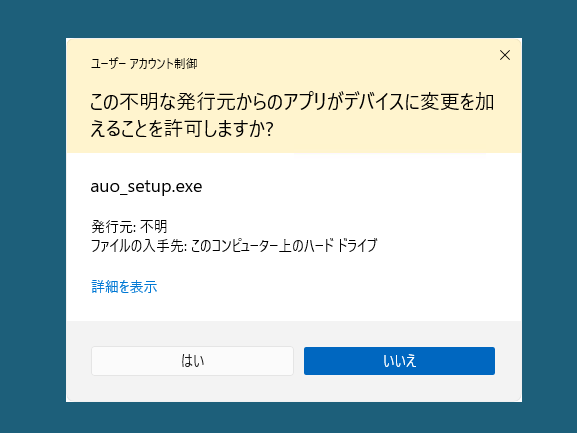 ユーザー アカウント制御
この不明な発行元からのアプリがデバイスに変更を加
えることを許可しますか?
auo_setup.exe
発行元: 不明
ファイルの入手先: このコンピューター上のハード ドライブ
詳細を表示
はい
いいえ